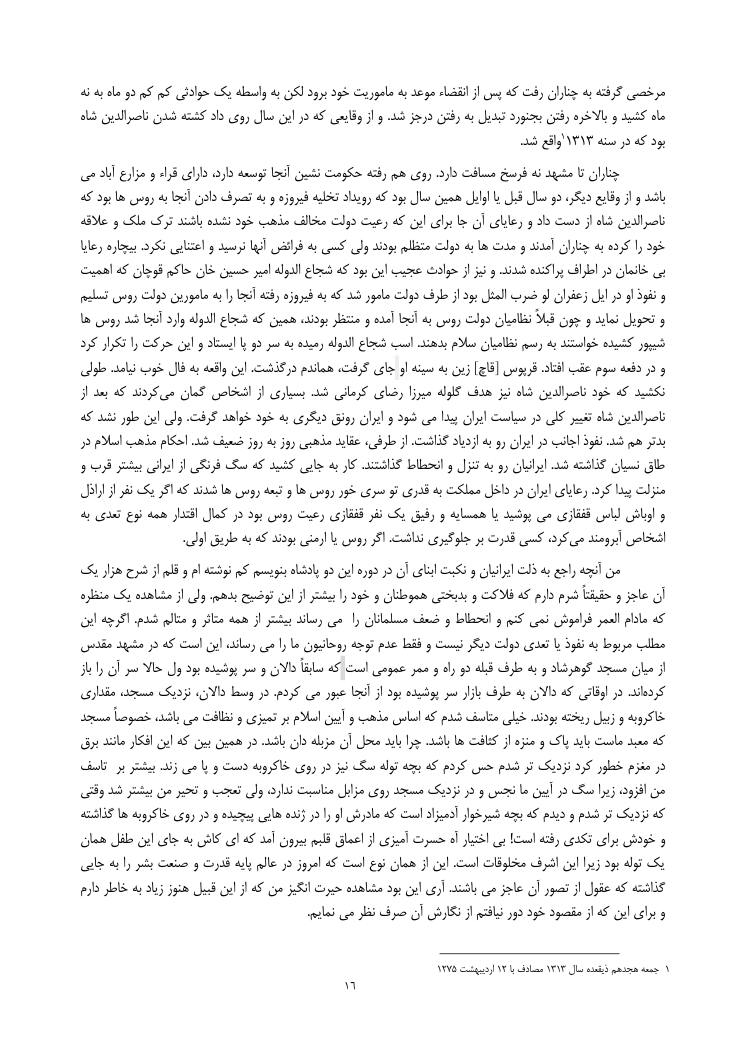 مرخصی گرفته به چناران رفت که پس از انقضاء موعد به ماموریت خود برود لکن به واسطه یک حوادثی کم کم دو ماه به نه
ماه کشید و بالاخره رفتن بجنورد تبدیل به رفتن درجز شد. و از وقایعی که در این سال روی داد کشته شدن ناصرالدین شاه
بود که در سنه ۱۳۱۳¹واقع شد.
چناران تا مشهد نه فرسخ مسافت دارد. روی هم رفته حکومت نشین آنجا توسعه دارد، دارای قراء و مزارع آباد می
باشد و از وقایع دیگر، دو سال قبل یا اوایل همین سال بود که رویداد تخلیه فیروزه و به تصرف دادن آنجا به روس ها بود که
ناصرالدین شاه از دست داد و رعایای آن جا برای این که رعیت دولت مخالف مذهب خود نشده باشند ترک ملک و علاقه
خود را کرده به چناران آمدند و مدت ها به دولت متظلم بودند ولی کسی به فرائض آنها نرسید و اعتنایی نکرد. بیچاره رعایا
بی خانمان در اطراف پراکنده شدند. و نیز از حوادث عجیب این بود که شجاع الدوله امیر حسین خان حاکم قوچان که اهمیت
و نفوذ او در ایل زعفران لو ضرب المثل بود از طرف دولت مامور شد که به فیروزه رفته آنجا را به مامورین دولت روس تسلیم
و تحویل نماید و چون قبلاً نظامیان دولت روس به آنجا آمده و منتظر بودند، همین که شجاع الدوله وارد آنجا شد روس ها
شیپور کشیده خواستند به رسم نظامیان سلام بدهند. اسب شجاع الدوله رمیده به سر دو پا ایستاد و این حرکت را تکرار کرد
و در دفعه سوم عقب افتاد. قرپوس [قاچ] زین به سینه او جای گرفت، هماندم درگذشت. این واقعه به فال خوب نیامد. طولی
نکشید که خود ناصرالدین شاه نیز هدف گلوله میرزا رضای کرمانی شد. بسیاری از اشخاص گمان می‌کردند که بعد از
ناصرالدین شاه تغییر کلی در سیاست ایران پیدا می شود و ایران رونق دیگری به خود خواهد گرفت. ولی این طور نشد که
بدتر هم شد. نفوذ اجانب در ایران رو به ازدیاد گذاشت. از طرفی، عقاید مذهبی روز به روز ضعیف شد. احکام مذهب اسلام در
طاق نسیان گذاشته شد. ایرانیان رو به تنزل و انحطاط گذاشتند. کار به جایی کشید که سگ فرنگی از ایرانی بیشتر قرب و
منزلت پیدا کرد. رعایای ایران در داخل مملکت به قدری تو سری خور روس ها و تبعه روس ها شدند که اگر یک نفر از اراذل
و اوباش لباس قفقازی می پوشید یا همسایه و رفیق یک نفر قفقازی رعیت روس بود در کمال اقتدار همه نوع تعدی به
اشخاص آبرومند می‌کرد، کسی قدرت بر جلوگیری نداشت. اگر روس یا ارمنی بودند که به طریق اولی.
من آنچه راجع به ذلت ایرانیان و نکبت ابنای آن در دوره این دو پادشاه بنویسم کم نوشته ام و قلم از شرح هزار یک
آن عاجز و حقیقتاً شرم دارم که فلاکت و بدبختی هموطنان و خود را بیشتر از این توضیح بدهم. ولی از مشاهده یک منظره
که مادام العمر فراموش نمی کنم و انحطاط و ضعف مسلمانان را  می رساند بیشتر از همه متاثر و متالم شدم. اگرچه این
مطلب مربوط به نفوذ یا تعدی دولت دیگر نیست و فقط عدم توجه روحانیون ما را می رساند، این است که در مشهد مقدس
از میان مسجد گوهرشاد و به طرف قبله دو راه و ممر عمومی است که سابقاً دالان و سر پوشیده بود ول حالا سر آن را باز
کرده‌اند. در اوقاتی که دالان به طرف بازار سر پوشیده بود از آنجا عبور می کردم. در وسط دالان، نزدیک مسجد، مقداری
خاکروبه و زبیل ریخته بودند. خیلی متاسف شدم که اساس مذهب و آیین اسلام بر تمیزی و نظافت می باشد، خصوصاً مسجد
که معبد ماست باید پاک و منزه از کثافت ها باشد. چرا باید محل آن مزبله دان باشد. در همین بین که این افکار مانند برق
در مغزم خطور کرد نزدیک تر شدم حس کردم که بچه توله سگ نیز در روی خاکروبه دست و پا می زند. بیشتر بر  تاسف
من افزود، زیرا سگ در آیین ما نجس و در نزدیک مسجد روی مزابل مناسبت ندارد، ولی تعجب و تحیر من بیشتر شد وقتی
که نزدیک تر شدم و دیدم که بچه شیرخوار آدمیزاد است که مادرش او را در ژنده هایی پیچیده و در روی خاکروبه ها گذاشته
و خودش برای تکدی رفته است! بی اختیار آه حسرت آمیزی از اعماق قلبم بیرون آمد که ای کاش به جای این طفل همان
یک توله بود زیرا این اشرف مخلوقات است. این از همان نوع است که امروز در عالم پایه قدرت و صنعت بشر را به جایی
گذاشته که عقول از تصور آن عاجز می باشند. آری این بود مشاهده حیرت انگیز من که از این قبیل هنوز زیاد به خاطر دارم
و برای این که از مقصود خود دور نیافتم از نگارش آن صرف نظر می نمایم.
۱ جمعه هجدهم ذیقعده سال ۱۳۱۳ مصادف با ۱۲ اردیبهشت ۱۲۷۵
۱۶